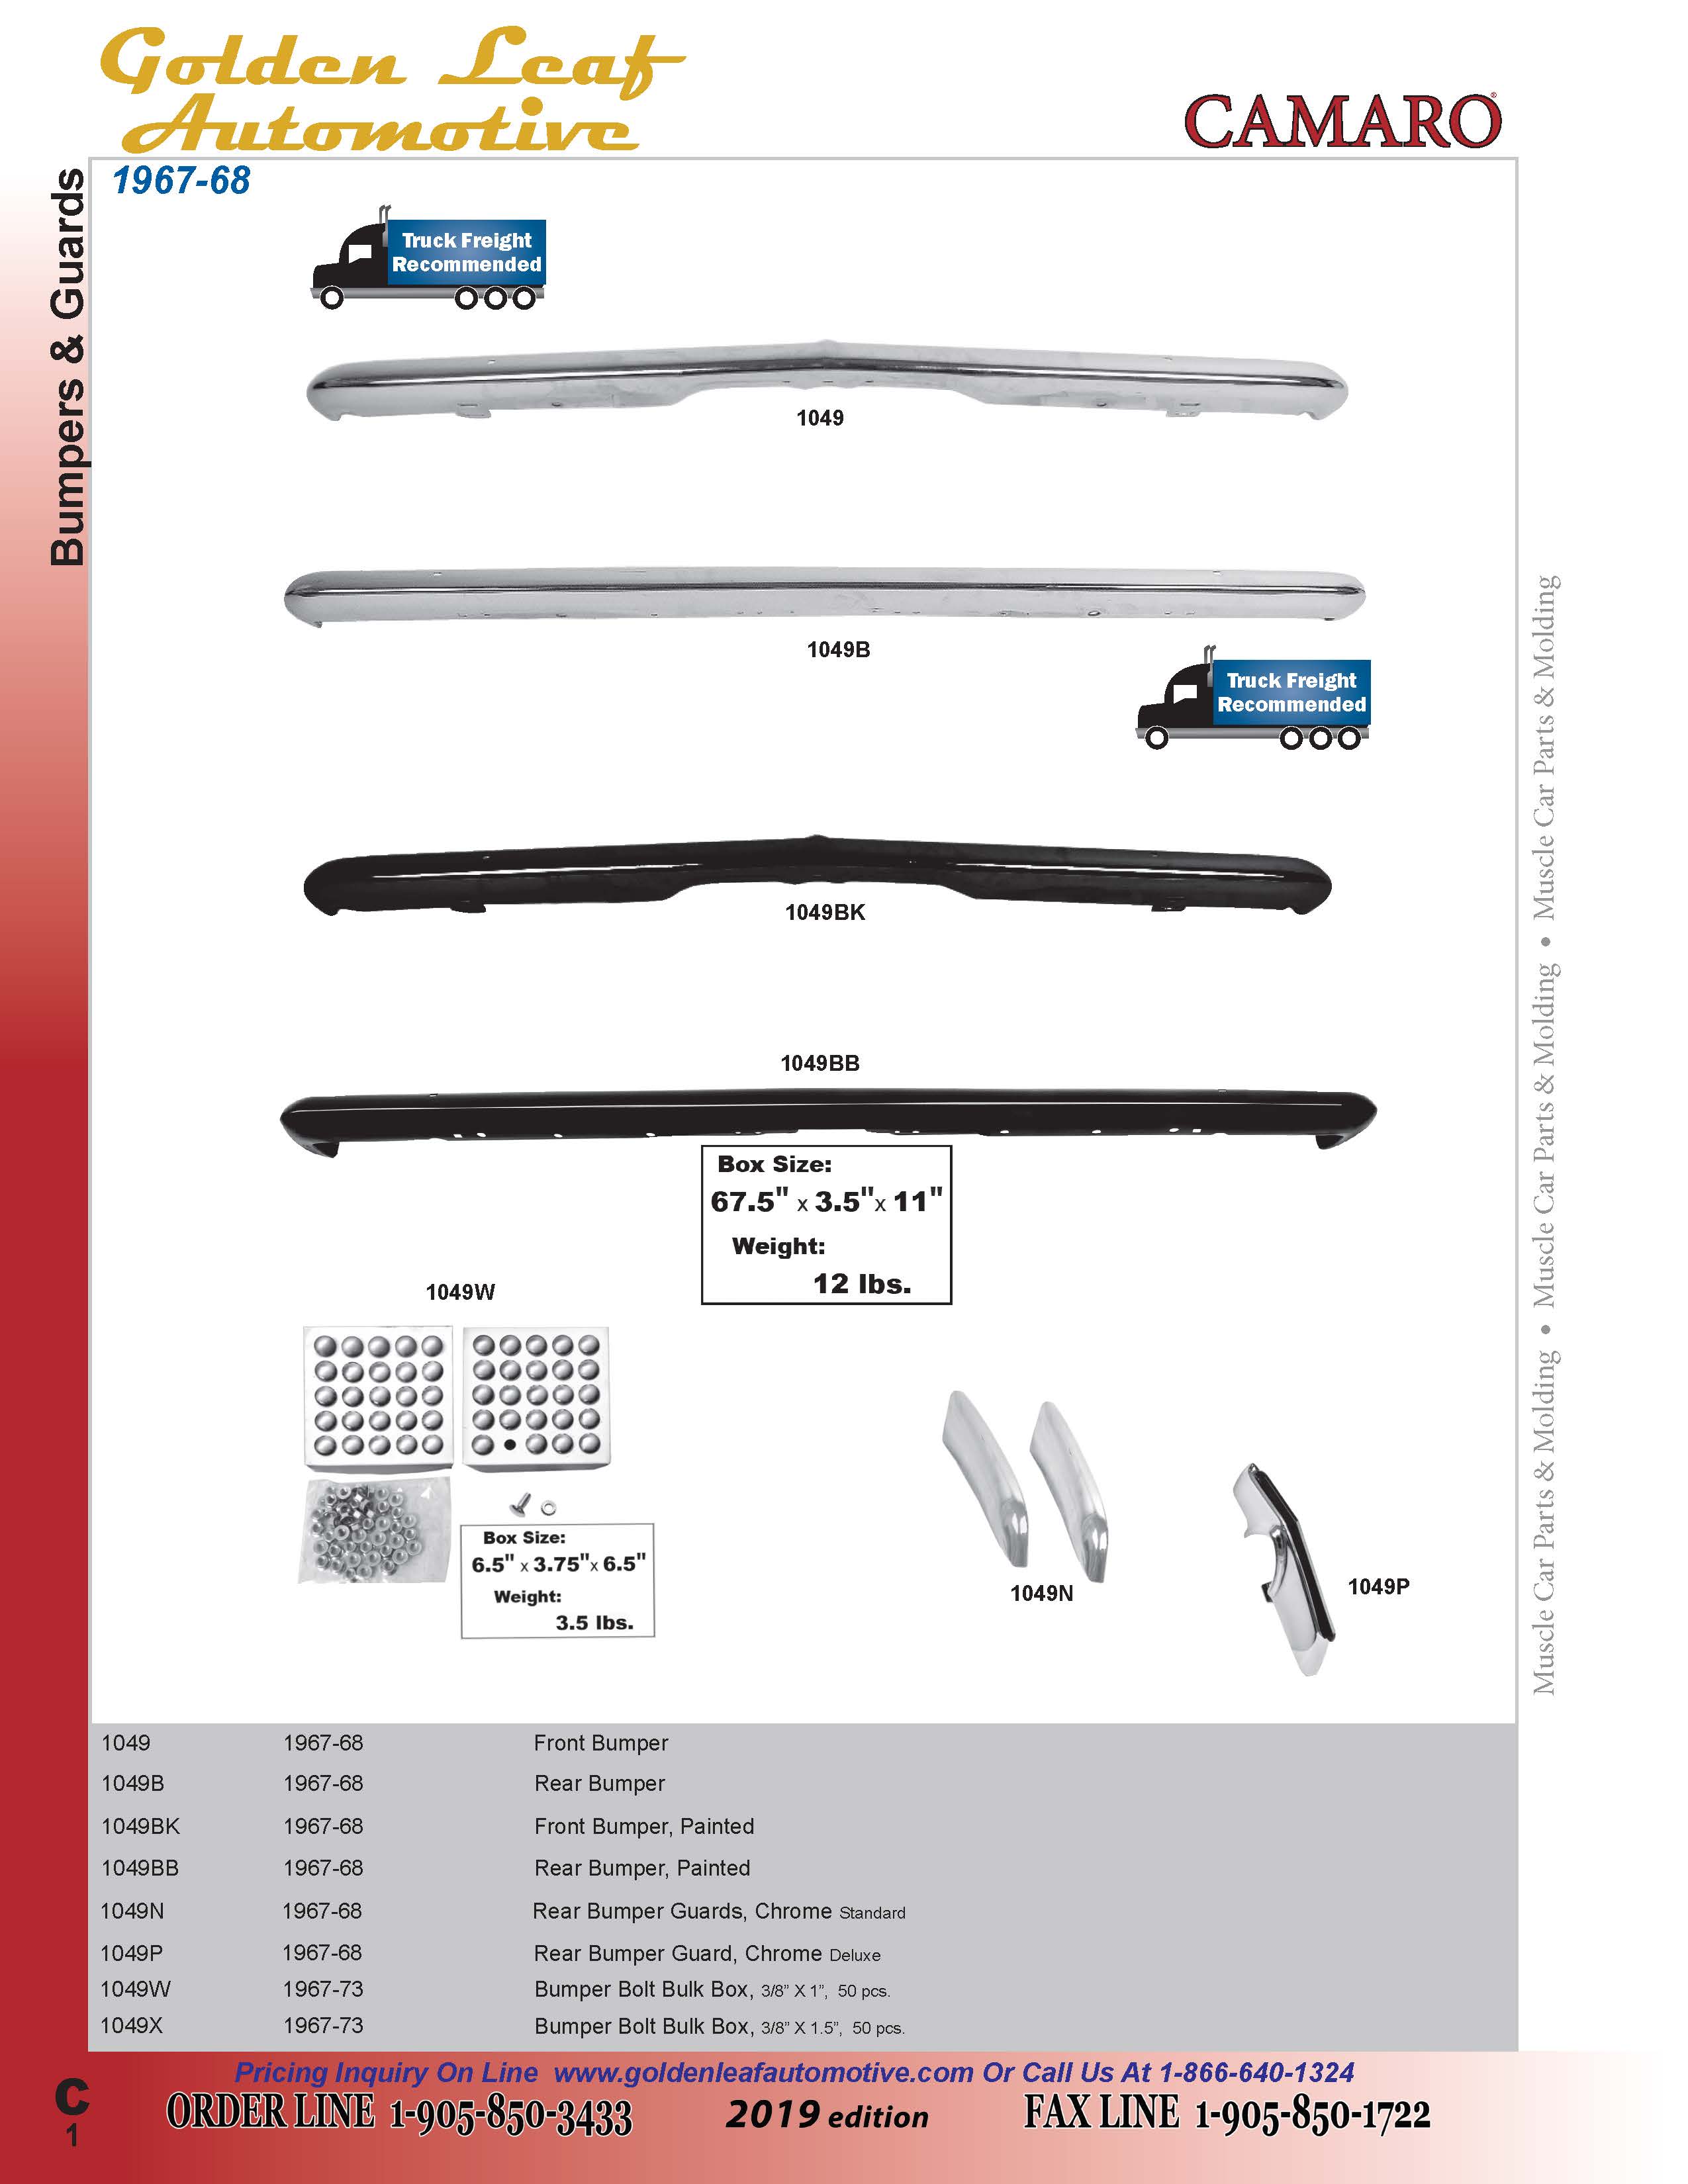 Golden Leaf
Automotive
CAMARO®
1967-68
Bumpers & Guards
Truck Freight
Recommended
1049
1049B
Truck Freight
Recommended
1049BK
1049BB
Box Size:
67.5" x 3.5"x 11"
Weight:
12 lbs.
1049W
Box Size:
6.5" x 3.75"x 6.5"
Weight:
3.5 lbs.
1049N
1049P
Muscle Car Parts & Molding • Muscle Car Parts & Molding • Muscle Car Parts & Molding
1049 1967-68 Front Bumper
1049B 1967-68 Rear Bumper
1049BK 1967-68 Front Bumper, Painted
1049BB 1967-68 Rear Bumper, Painted
1049N 1967-68 Rear Bumper Guards, Chrome Standard
1049P 1967-68 Rear Bumper Guard, Chrome Deluxe
1049W 1967-73 Bumper Bolt Bulk Box, 3/8” X 1”, 50 pcs.
1049X 1967-73 Bumper Bolt Bulk Box, 3/8” X 1.5”, 50 pcs.
Pricing Inquiry On Line www.goldenleafautomotive.com Or Call Us At 1-866-640-1324
ORDER LINE 1-905-850-3433 2019 edition FAX LINE 1-905-850-1722
C
1